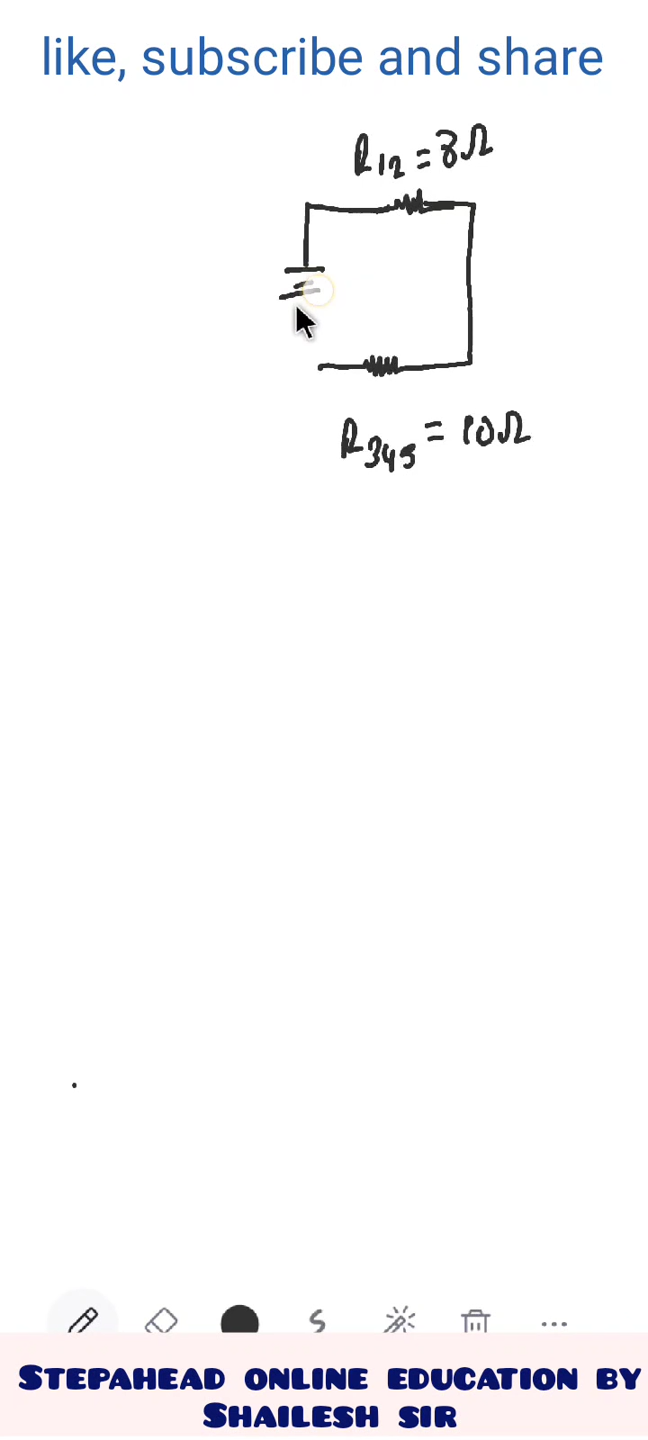 like, subscribe and share
R12 = 8Ω
R345 = 10Ω
STEPAHEAD ONLINE EDUCATION BY
SHAILESH SIR